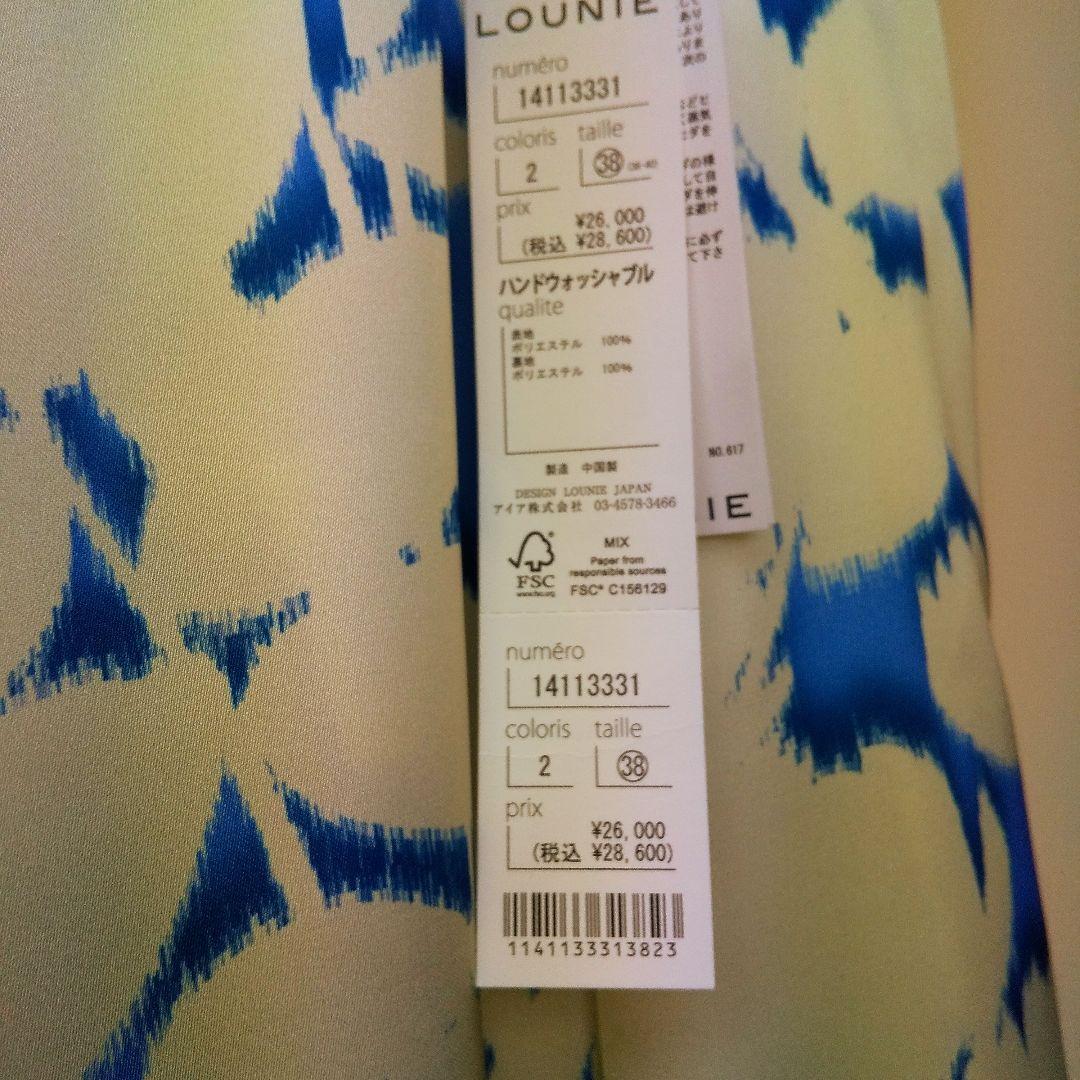 LOUNIE
numéro
14113331
coloris taille
2 38
prix
¥26,000
(税込 ¥28,600)
ハンドウォッシャブル
qualite
表地
ポリエステル 100%
裏地
ポリエステル 100%
製造 中国製
DESIGN LOUNIE JAPAN
アイア株式会社 03-4578-3466
FSC
www.fsc.org
MIX
Paper from
responsible sources
FSC® C156129
numéro
14113331
coloris taille
2 38
prix
¥26,000
(税込 ¥28,600)
1141133313823
NO.617
NIE